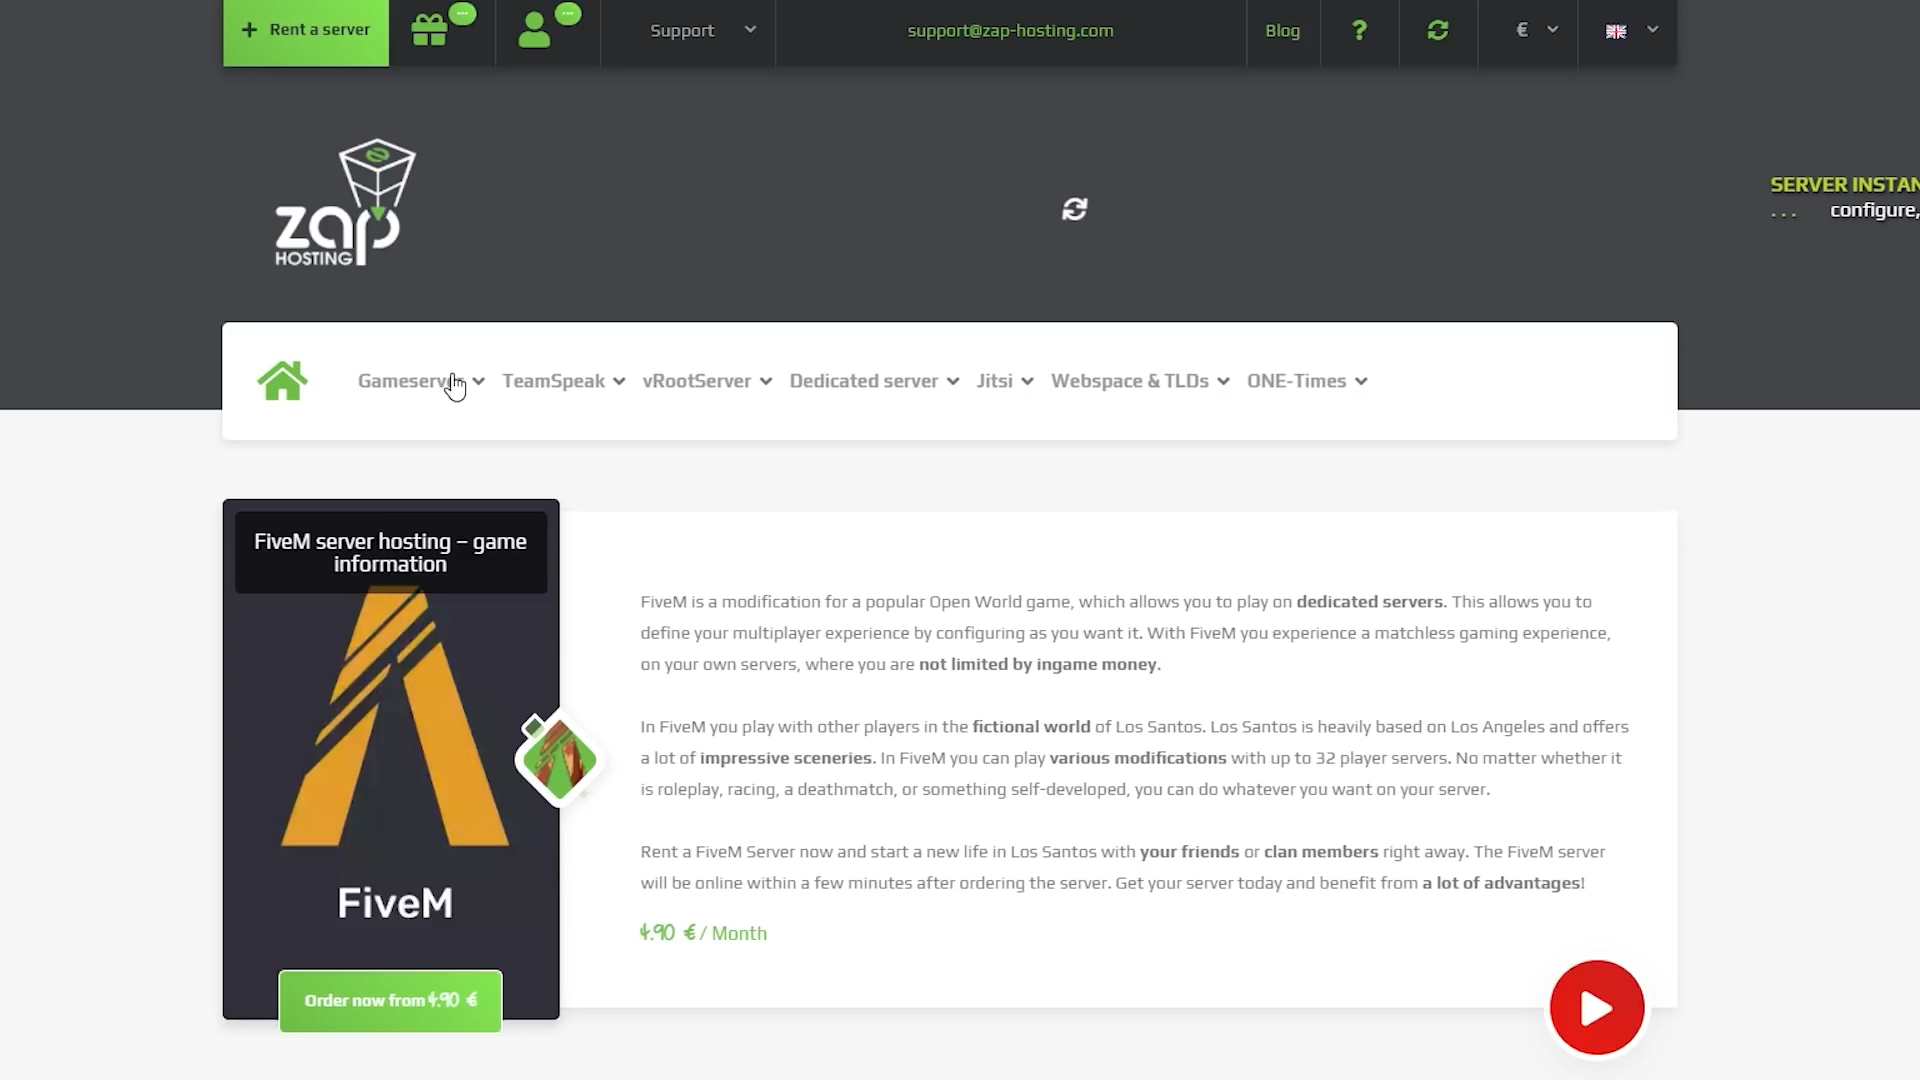 Rent a server
Support
support@zap-hosting.com
Blog
?
€
zap
HOSTING
SERVER INSTAN
... configure,
TeamSpeak
vRootServer
Dedicated server
Jitsi
Webspace & TLDs
ONE-Times
FiveM server hosting – game
information
FiveM is a modification for a popular Open World game, which allows you to play on dedicated servers. This allows you to
define your multiplayer experience by configuring as you want it. With FiveM you experience a matchless gaming experience,
on your own servers, where you are not limited by ingame money.
In FiveM you play with other players in the fictional world of Los Santos. Los Santos is heavily based on Los Angeles and offers
a lot of impressive sceneries. In FiveM you can play various modifications with up to 32 player servers. No matter whether it
is roleplay, racing, a deathmatch, or something self-developed, you can do whatever you want on your server.
Rent a FiveM Server now and start a new life in Los Santos with your friends or clan members right away. The FiveM server
will be online within a few minutes after ordering the server. Get your server today and benefit from a lot of advantages!
4.90 € / Month
FiveM
Order now from 4.90 €